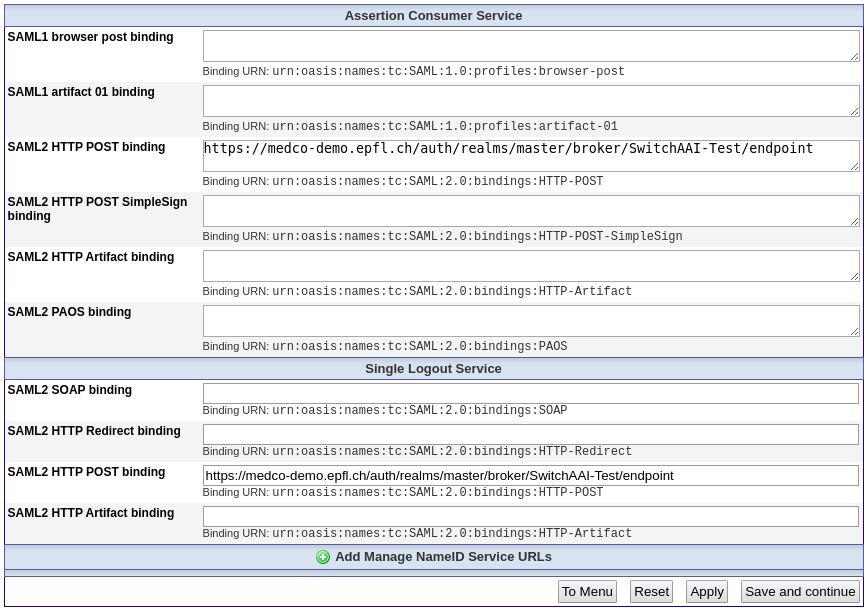 Assertion Consumer Service
SAML1 browser post binding
Binding URN: urn:oasis:names:tc:SAML:1.0:profiles:browser-post
SAML1 artifact 01 binding
Binding URN: urn:oasis:names:tc:SAML:1.0:profiles:artifact-01
SAML2 HTTP POST binding
https://medco-demo.epfl.ch/auth/realms/master/broker/SwitchAAI-Test/endpoint
Binding URN: urn:oasis:names:tc:SAML:2.0:bindings:HTTP-POST
SAML2 HTTP POST SimpleSign
binding
Binding URN: urn:oasis:names:tc:SAML:2.0:bindings:HTTP-POST-SimpleSign
SAML2 HTTP Artifact binding
Binding URN: urn:oasis:names:tc:SAML:2.0:bindings:HTTP-Artifact
SAML2 PAOS binding
Binding URN: urn:oasis:names:tc:SAML:2.0:bindings:PAOS
Single Logout Service
SAML2 SOAP binding
Binding URN: urn:oasis:names:tc:SAML:2.0:bindings:SOAP
SAML2 HTTP Redirect binding
Binding URN: urn:oasis:names:tc:SAML:2.0:bindings:HTTP-Redirect
SAML2 HTTP POST binding
https://medco-demo.epfl.ch/auth/realms/master/broker/SwitchAAI-Test/endpoint
Binding URN: urn:oasis:names:tc:SAML:2.0:bindings:HTTP-POST
SAML2 HTTP Artifact binding
Binding URN: urn:oasis:names:tc:SAML:2.0:bindings:HTTP-Artifact
Add Manage NameID Service URLs
To Menu Reset Apply Save and continue